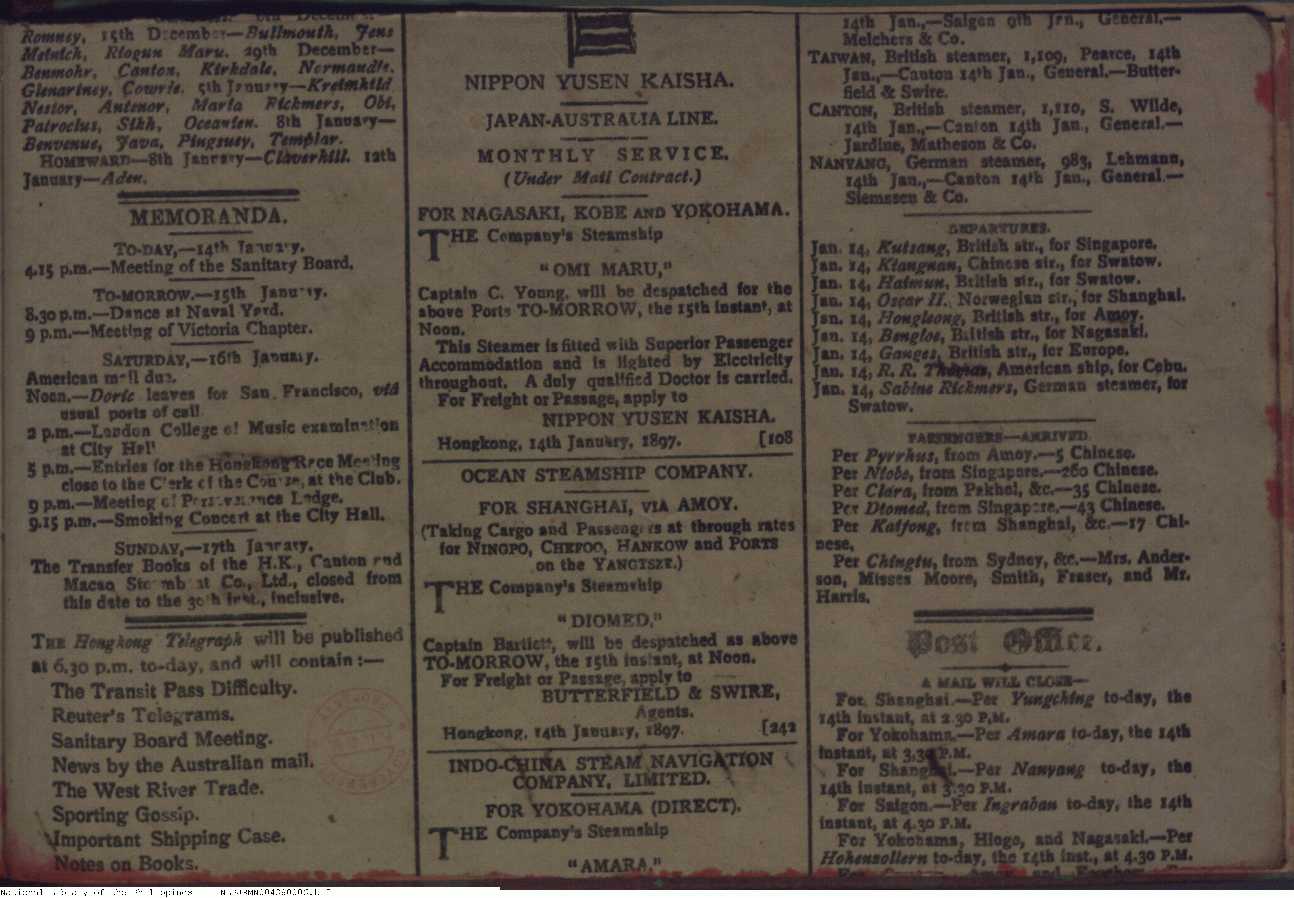 Romney, 15th December—Bullmouth, Jens
Meinich, Riogun Maru. 29th December—
Benmohr, Canton, Kirkdale, Normandie.
Glenartney, Cowrie. 5th January—Kreimhild
Nestor, Antenor, Maria Rickmers, Obi,
Patroclus, Sikh, Oceanien. 8th January—
Benvenue, Java, Pingsuey, Templar.
HOMEWARD—8th January—Claverhill. 12th
January—Aden.
MEMORANDA.
TO-DAY,—14th January.
4.15 p.m.—Meeting of the Sanitary Board.
TO-MORROW.—15th January.
8.30 p.m.—Dance at Naval Yard.
9 p.m.—Meeting of Victoria Chapter.
SATURDAY,—16th January.
American mail due.
Noon.—Doric leaves for San Francisco, via
usual ports of call
2 p.m.—London College of Music examination
at City Hall
5 p.m.—Entries for the Hongkong Race Meeting
close to the Clerk of the Course, at the Club.
9 p.m.—Meeting of Perseverance Lodge.
9.15 p.m.—Smoking Concert at the City Hall.
SUNDAY,—17th January.
The Transfer Books of the H.K., Canton and
Macao Steamboat Co., Ltd., closed from
this date to the 30th inst., inclusive.
THE Hongkong Telegraph will be published
at 6.30 p.m. to-day, and will contain:—
The Transit Pass Difficulty.
Reuter's Telegrams.
Sanitary Board Meeting.
News by the Australian mail.
The West River Trade.
Sporting Gossip.
Important Shipping Case.
Notes on Books.
NIPPON YUSEN KAISHA.
JAPAN-AUSTRALIA LINE.
MONTHLY SERVICE.
(Under Mail Contract.)
FOR NAGASAKI, KOBE AND YOKOHAMA.
THE Company's Steamship
"OMI MARU,"
Captain C. Young, will be despatched for the
above Ports TO-MORROW, the 15th instant, at
Noon.
This Steamer is fitted with Superior Passenger
Accommodation and is lighted by Electricity
throughout. A duly qualified Doctor is carried.
For Freight or Passage, apply to
NIPPON YUSEN KAISHA.
Hongkong, 14th January, 1897. [108
OCEAN STEAMSHIP COMPANY.
FOR SHANGHAI, VIA AMOY.
(Taking Cargo and Passengers at through rates
for NINGPO, CHEFOO, HANKOW and PORTS
on the YANGTSZE.)
THE Company's Steamship
"DIOMED,"
Captain Bartlett, will be despatched as above
TO-MORROW, the 15th instant, at Noon.
For Freight or Passage, apply to
BUTTERFIELD & SWIRE,
Agents.
Hongkong, 14th January, 1897. [242
INDO-CHINA STEAM NAVIGATION
COMPANY, LIMITED.
FOR YOKOHAMA (DIRECT).
THE Company's Steamship
"AMARA,"
14th Jan.,—Saigon 9th Jan., General.—
Melchers & Co.
TAIWAN, British steamer, 1,109, Pearce, 14th
Jan.,—Canton 14th Jan., General.—Butter-
field & Swire.
CANTON, British steamer, 1,110, S. Wilde,
14th Jan.,—Canton 14th Jan., General.—
Jardine, Matheson & Co.
NANYANG, German steamer, 983, Lehmann,
14th Jan.,—Canton 14th Jan., General.—
Siemssen & Co.
DEPARTURES.
Jan. 14, Kutsang, British str., for Singapore.
Jan. 14, Kiangnan, Chinese str., for Swatow.
Jan. 14, Haimun, British str., for Swatow.
Jan. 14, Oscar II., Norwegian str., for Shanghai.
Jan. 14, Hongleong, British str., for Amoy.
Jan. 14, Bengloe, British str., for Nagasaki.
Jan. 14, Ganges, British str., for Europe.
Jan. 14, R. R. Thomas, American ship, for Cebu.
Jan. 14, Sabine Rickmers, German steamer, for
Swatow.
PASSENGERS—ARRIVED.
Per Pyrrhus, from Amoy.—5 Chinese.
Per Niobe, from Singapore.—260 Chinese.
Per Clara, from Pakhoi, &c.—35 Chinese.
Per Diomed, from Singapore.—43 Chinese.
Per Kaifong, from Shanghai, &c.—17 Chi-
nese.
Per Chingtu, from Sydney, &c.—Mrs. Ander-
son, Misses Moore, Smith, Fraser, and Mr.
Harris.
Post Office.
A MAIL WILL CLOSE—
For Shanghai.—Per Yungching to-day, the
14th instant, at 2.30 P.M.
For Yokohama.—Per Amara to-day, the 14th
instant, at 3.30 P.M.
For Shanghai.—Per Nanyang to-day, the
14th instant, at 3.30 P.M.
For Saigon.—Per Ingraban to-day, the 14th
instant, at 4.30 P.M.
For Yokohama, Hiogo, and Nagasaki.—Per
Hohenzollern to-day, the 14th inst., at 4.30 P.M.
National Library of the Philippines